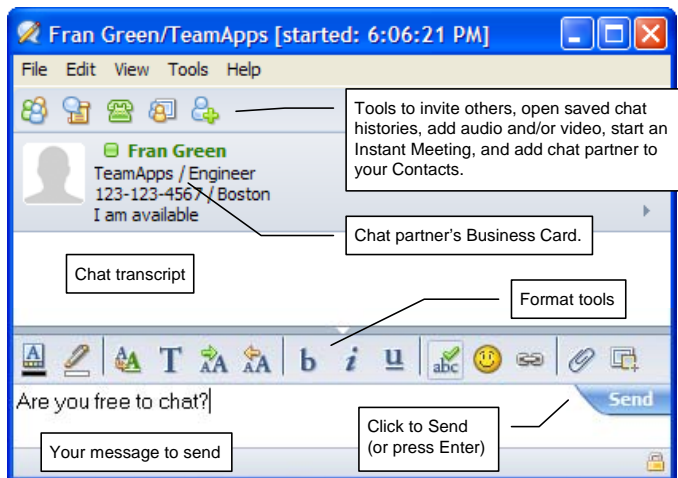 Fran Green/TeamApps [started: 6:06:21 PM]
File Edit View Tools Help
Tools to invite others, open saved chat
histories, add audio and/or video, start an
Instant Meeting, and add chat partner to
your Contacts.
Fran Green
TeamApps / Engineer
123-123-4567 / Boston
I am available
Chat partner's Business Card.
Chat transcript
Format tools
A A A T A A A A b i u abc
Are you free to chat?
Send
Click to Send
(or press Enter)
Your message to send